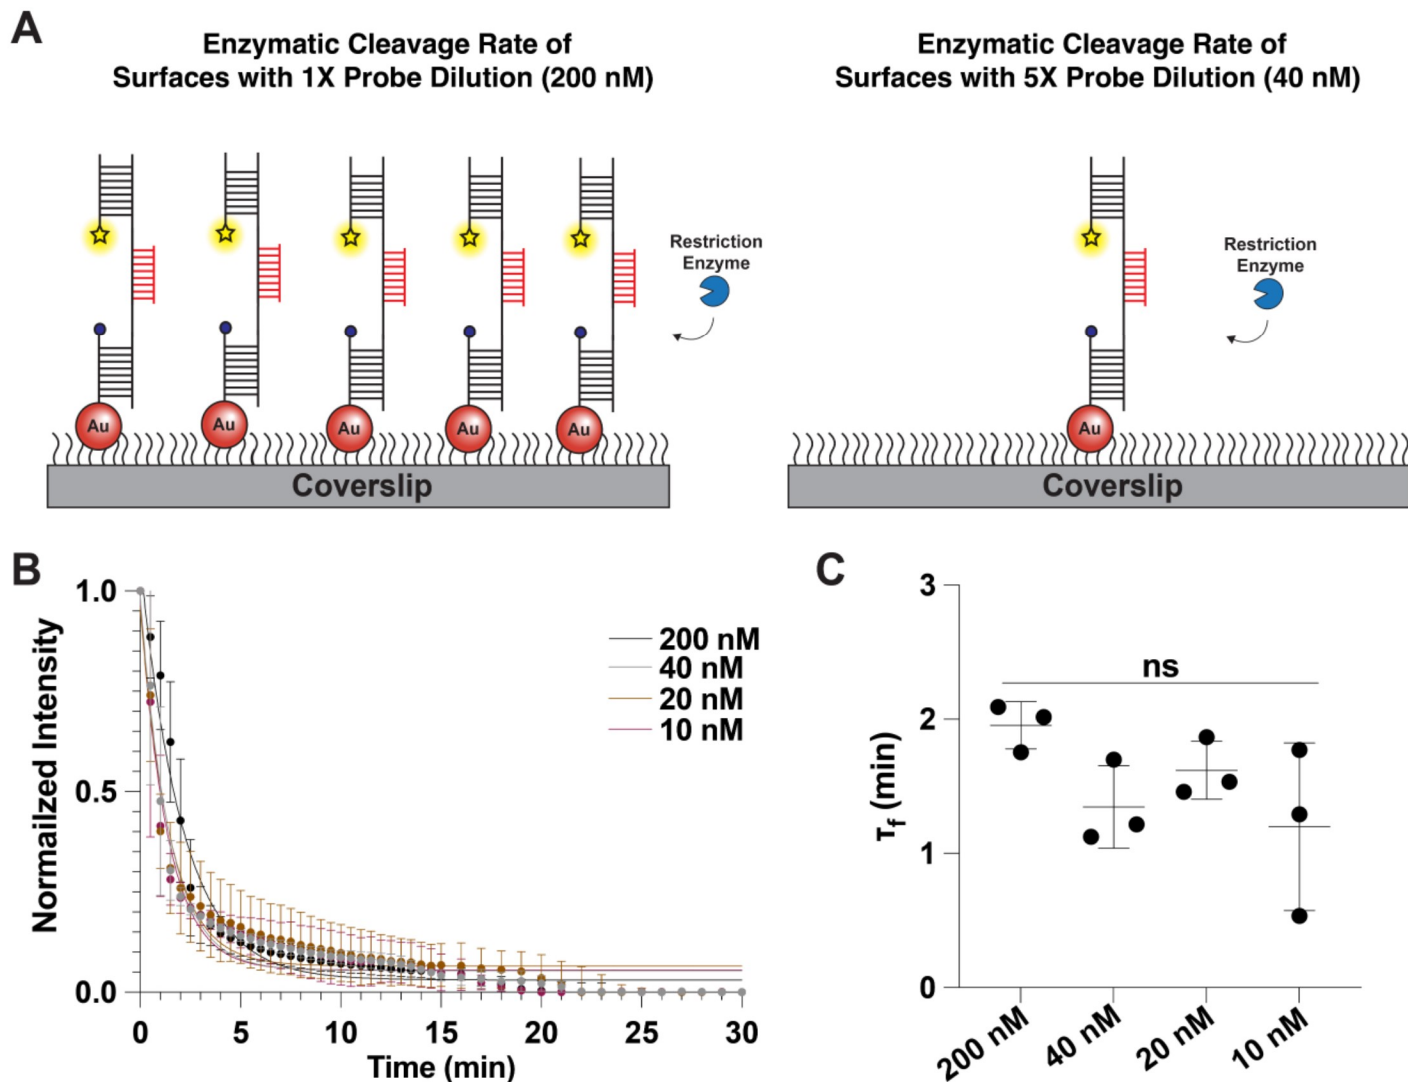 A
Enzymatic Cleavage Rate of
Surfaces with 1X Probe Dilution (200 nM)
Enzymatic Cleavage Rate of
Surfaces with 5X Probe Dilution (40 nM)
Restriction
Enzyme
Restriction
Enzyme
Au
Au
Au
Au
Au
Au
Coverslip
Coverslip
B
Normailzed Intensity
1.0
0.5
0.0
0
5
10
15
20
25
30
Time (min)
200 nM
40 nM
20 nM
10 nM
C
τf (min)
3
2
1
0
ns
200 nM
40 nM
20 nM
10 nM